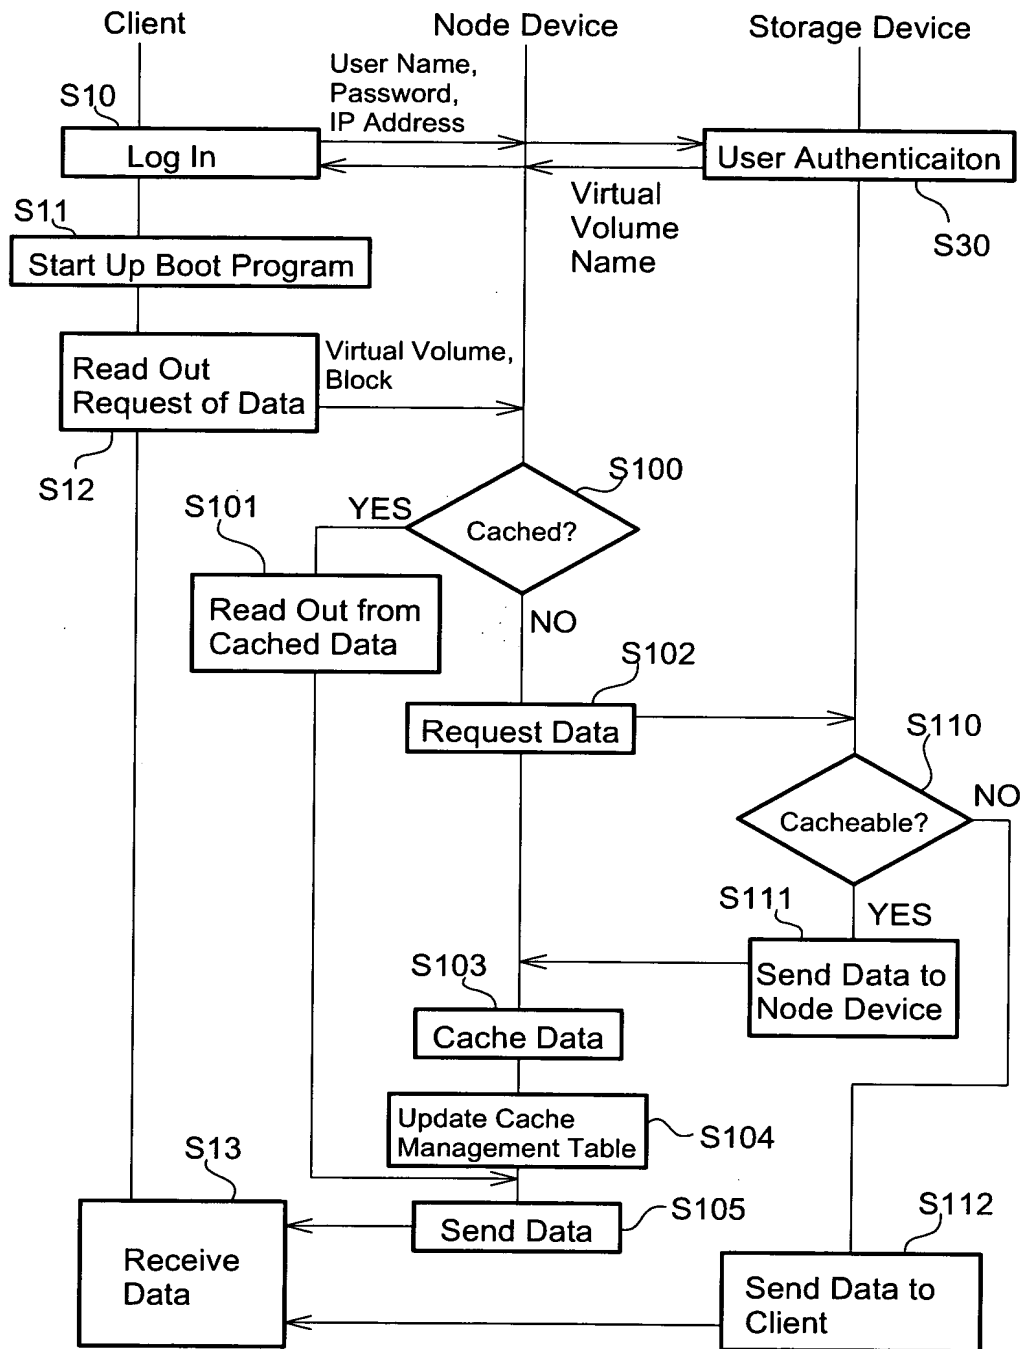 Client
Node Device
Storage Device
User Name,
Password,
IP Address
S10
Log In
User Authenticaiton
Virtual
Volume
Name
S30
S11
Start Up Boot Program
Read Out
Request of Data
Virtual Volume,
Block
S12
S100
Cached?
YES
NO
S101
Read Out from
Cached Data
S102
Request Data
S110
Cacheable?
NO
YES
S111
Send Data to
Node Device
S103
Cache Data
Update Cache
Management Table
S104
S13
Send Data
S105
S112
Receive
Data
Send Data to
Client